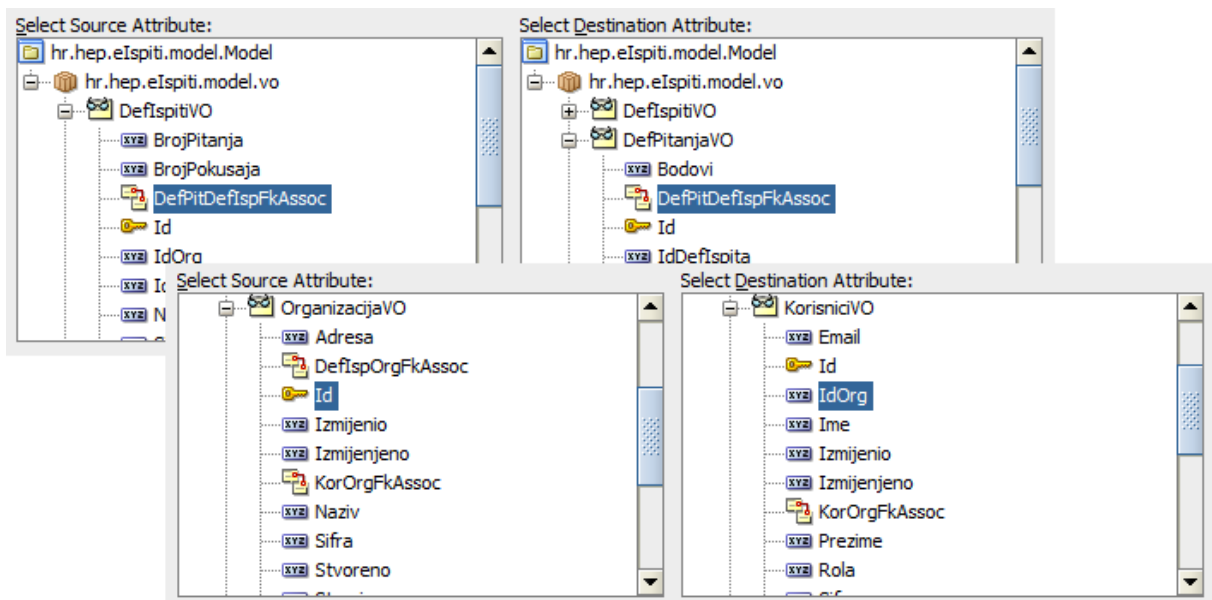 Select Source Attribute:
hr.hep.eIspiti.model.Model
hr.hep.eIspiti.model.vo
DefIspitiVO
BrojPitanja
BrojPokusaja
DefPitDefIspFkAssoc
Id
IdOrg
Select Destination Attribute:
hr.hep.eIspiti.model.Model
hr.hep.eIspiti.model.vo
DefIspitiVO
DefPitanjaVO
Bodovi
DefPitDefIspFkAssoc
Id
IdDefIspita
Select Source Attribute:
OrganizacijaVO
Adresa
DefIspOrgFkAssoc
Id
Izmijenio
Izmijenjeno
KorOrgFkAssoc
Naziv
Sifra
Stvoreno
Select Destination Attribute:
KorisniciVO
Email
Id
IdOrg
Ime
Izmijenio
Izmijenjeno
KorOrgFkAssoc
Prezime
Rola